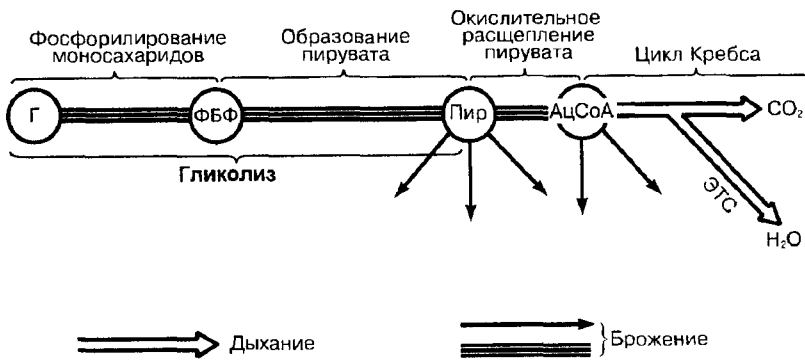 Фосфорилирование
моносахаридов
Образование
пирувата
Окислительное
расщепление
пирувата
Цикл Кребса
Г
ФБФ
Пир
АцСоА
CO₂
Гликолиз
ЭТС
H₂O
Дыхание
Брожение